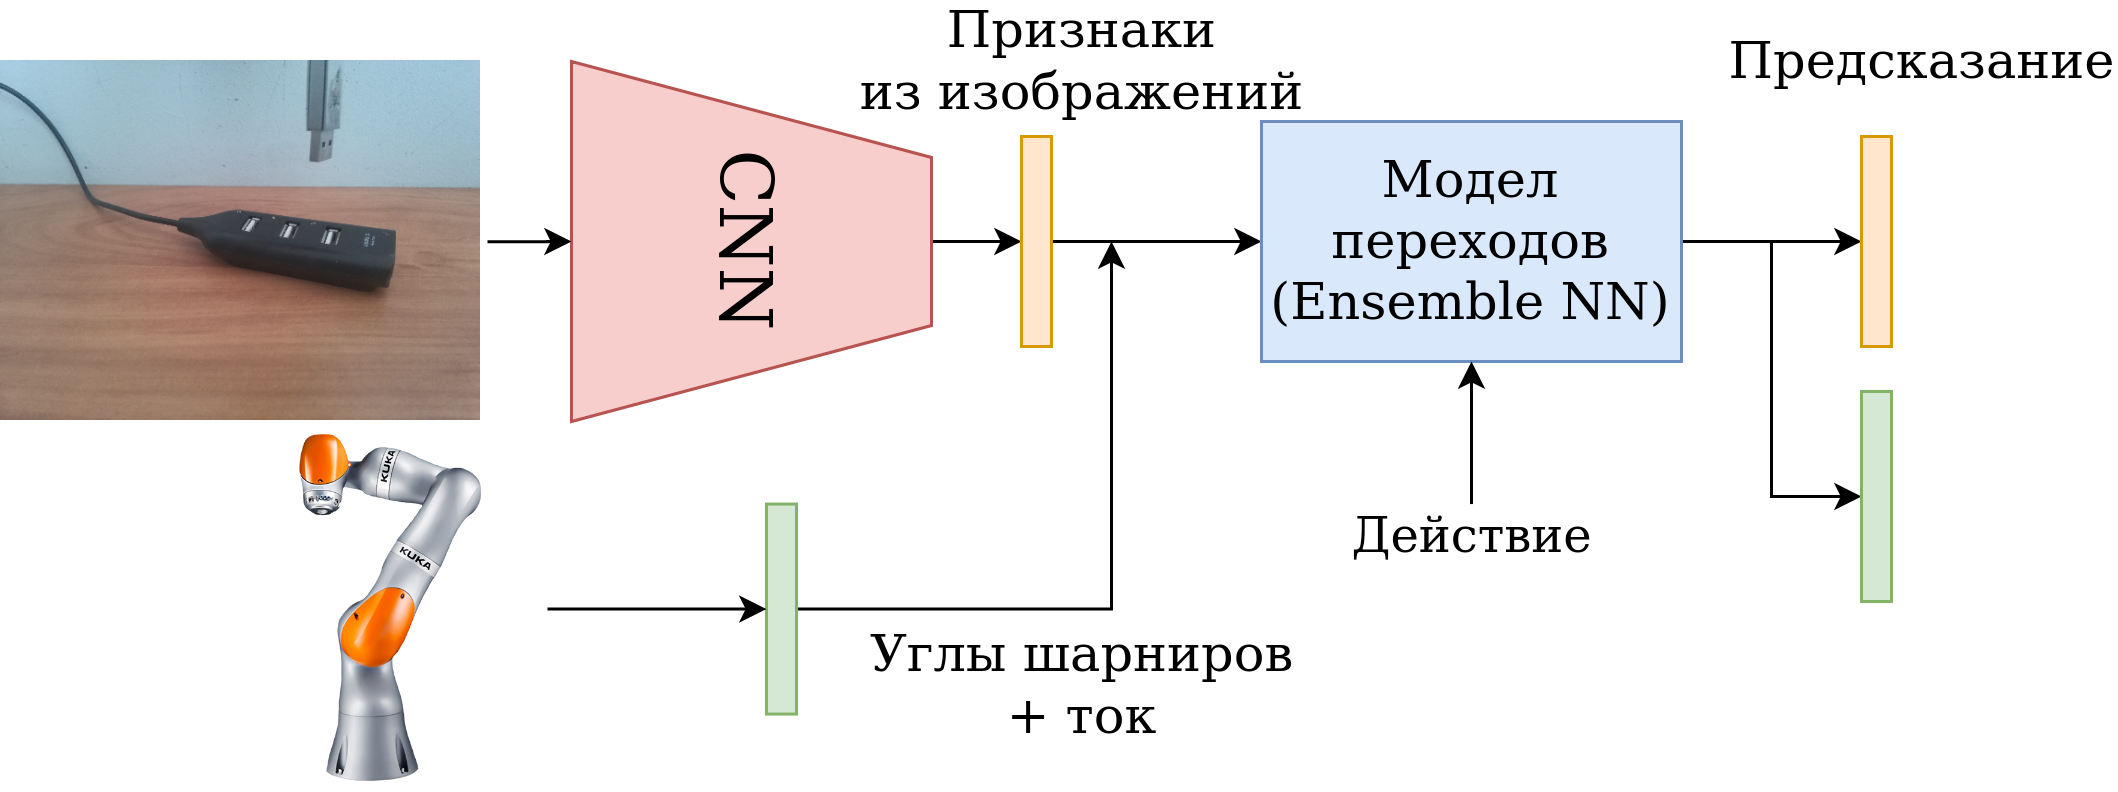 Признаки
из изображений
Предсказание
CNN
Модел
переходов
(Ensemble NN)
KUKA
KUKA
Действие
Углы шарниров
+ ток